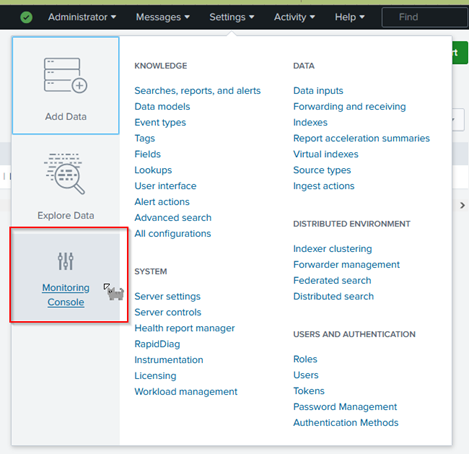 Administrator Messages Settings Activity Help Find
Add Data
Explore Data
Monitoring
Console
KNOWLEDGE
Searches, reports, and alerts
Data models
Event types
Tags
Fields
Lookups
User interface
Alert actions
Advanced search
All configurations
SYSTEM
Server settings
Server controls
Health report manager
RapidDiag
Instrumentation
Licensing
Workload management
DATA
Data inputs
Forwarding and receiving
Indexes
Report acceleration summaries
Virtual indexes
Source types
Ingest actions
DISTRIBUTED ENVIRONMENT
Indexer clustering
Forwarder management
Federated search
Distributed search
USERS AND AUTHENTICATION
Roles
Users
Tokens
Password Management
Authentication Methods